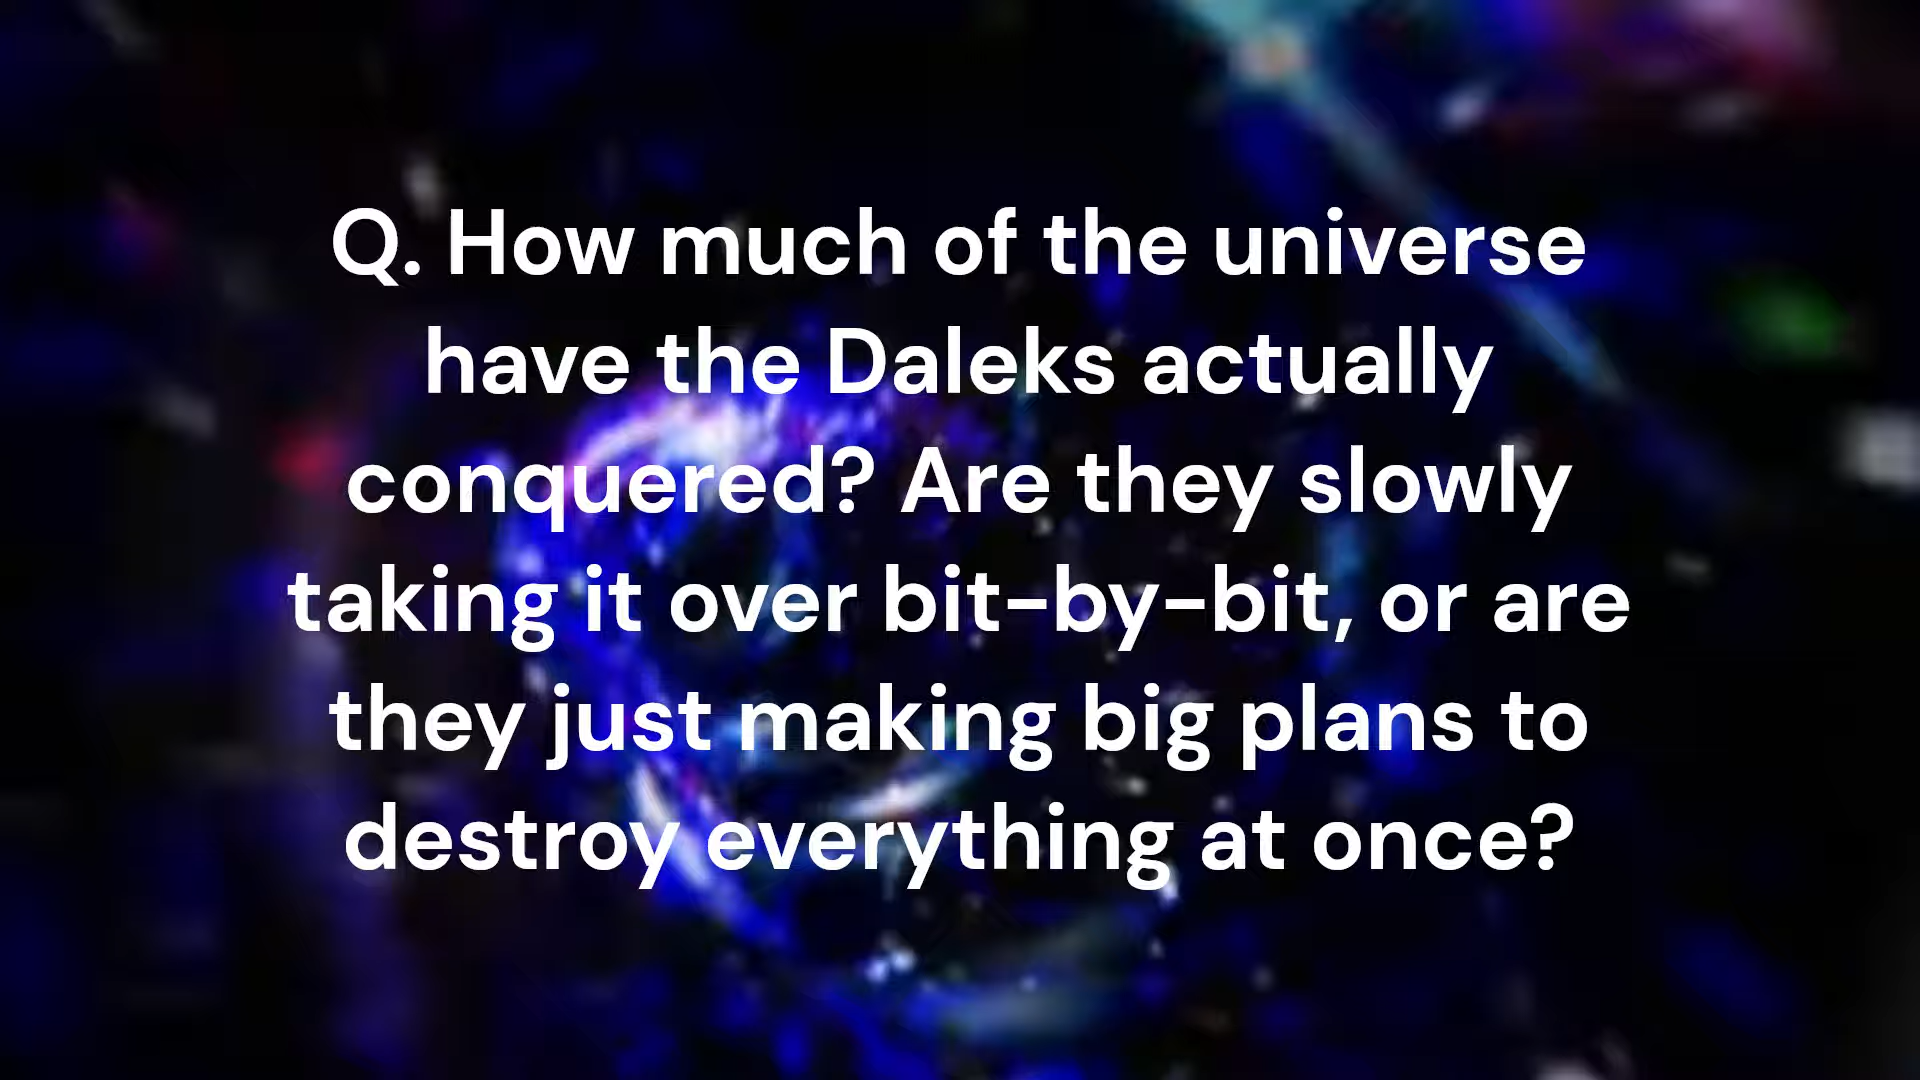 Q. How much of the universe
have the Daleks actually
conquered? Are they slowly
taking it over bit-by-bit, or are
they just making big plans to
destroy everything at once?